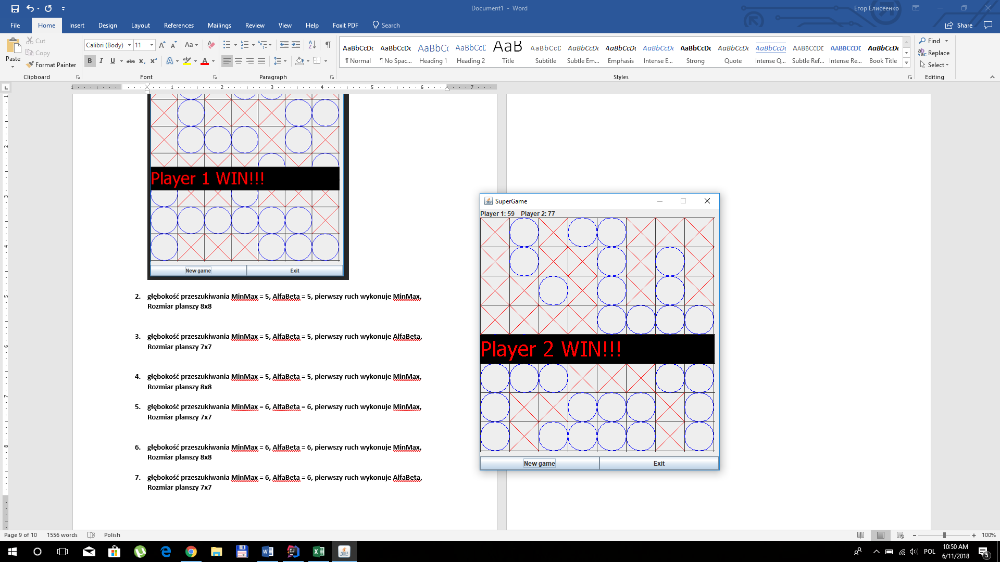 Document1 - Word
Егор Елисеенко
File Home Insert Design Layout References Mailings Review View Help Foxit PDF Search Share
Paste
Cut
Copy
Format Painter
Clipboard
Calibri (Body) 11
Font
Paragraph
AaBbCcDc AaBbCcDc AaBbCc AaBbCcD AaB AaBbCcD AaBbCcDc AaBbCcDc AaBbCcDc AaBbCcDc AaBbCcDc AaBbCcDc AABBCCDE AABBCCDE AaBbCcDc
¶ Normal ¶ No Spac... Heading 1 Heading 2 Title Subtitle Subtle Em... Emphasis Intense E... Strong Quote Intense Q... Subtle Ref... Intense Re... Book Title
Styles
Find
Replace
Select
Editing
Player 1 WIN!!!
New game Exit
2. głębokość przeszukiwania MinMax = 5, AlfaBeta = 5, pierwszy ruch wykonuje MinMax,
Rozmiar planszy 8x8
3. głębokość przeszukiwania MinMax = 5, AlfaBeta = 5, pierwszy ruch wykonuje AlfaBeta,
Rozmiar planszy 7x7
4. głębokość przeszukiwania MinMax = 5, AlfaBeta = 5, pierwszy ruch wykonuje MinMax,
Rozmiar planszy 8x8
5. głębokość przeszukiwania MinMax = 6, AlfaBeta = 6, pierwszy ruch wykonuje MinMax,
Rozmiar planszy 7x7
6. głębokość przeszukiwania MinMax = 6, AlfaBeta = 6, pierwszy ruch wykonuje MinMax,
Rozmiar planszy 8x8
7. głębokość przeszukiwania MinMax = 6, AlfaBeta = 6, pierwszy ruch wykonuje AlfaBeta,
Rozmiar planszy 7x7
SuperGame
Player 1: 59 Player 2: 77
Player 2 WIN!!!
New game Exit
Page 9 of 10 1556 words Polish
100%
POL
10:50 AM
6/11/2018
5